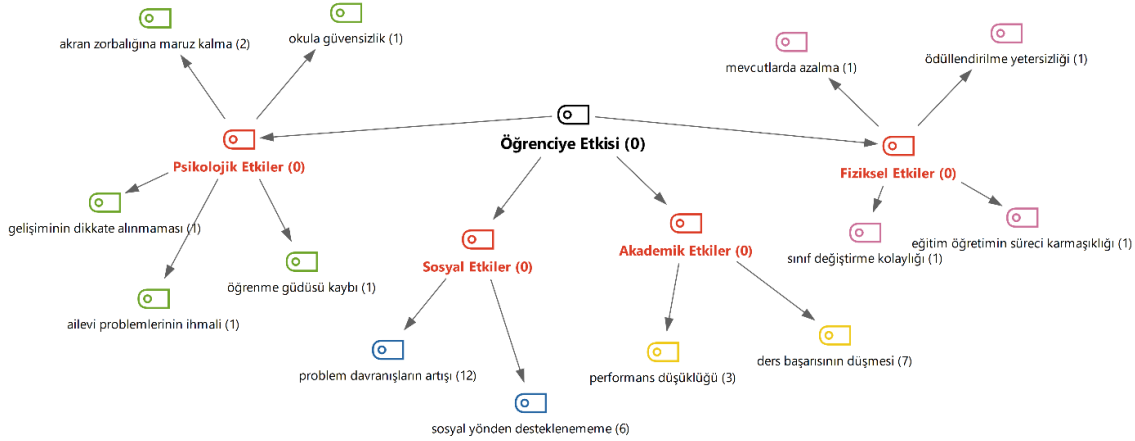 akran zorbalığına maruz kalma (2)
okula güvensizlik (1)
mevcutlarda azalma (1)
ödüllendirilme yetersizliği (1)
Öğrenciye Etkisi (0)
Psikolojik Etkiler (0)
Fiziksel Etkiler (0)
gelişiminin dikkate alınmaması (1)
öğrenme güdüsü kaybı (1)
ailevi problemlerinin ihmali (1)
Sosyal Etkiler (0)
Akademik Etkiler (0)
sınıf değiştirme kolaylığı (1)
eğitim öğretimin süreci karmaşıklığı (1)
problem davranışların artışı (12)
sosyal yönden desteklenememe (6)
performans düşüklüğü (3)
ders başarısının düşmesi (7)